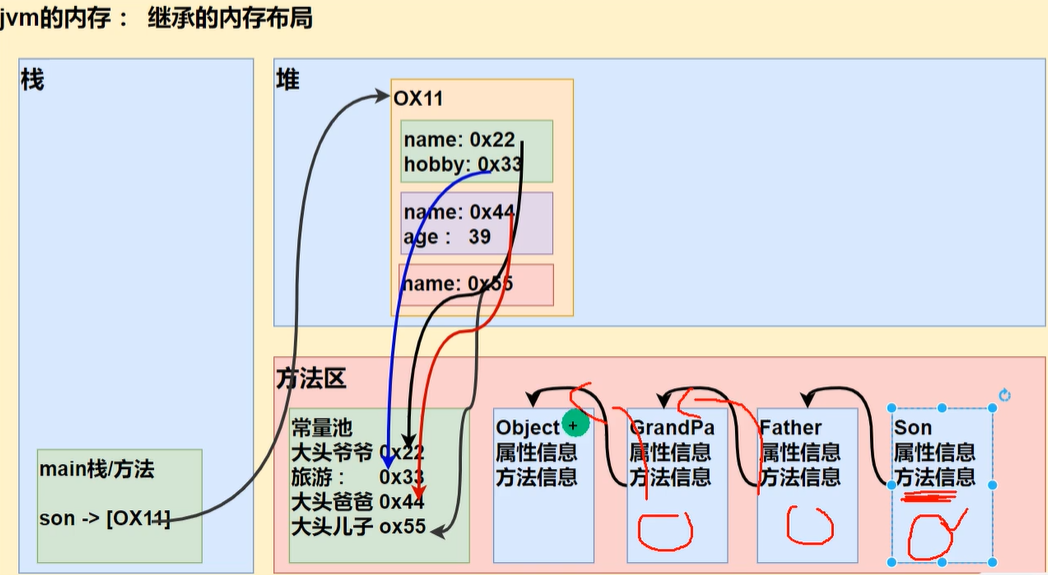 jvm的内存： 继承的内存布局
栈
main栈/方法
son -> [OX11]
堆
OX11
name: 0x22
hobby: 0x33
name: 0x44
age： 39
name: 0x55
方法区
常量池
大头爷爷 0x22
旅游： 0x33
大头爸爸 0x44
大头儿子 ox55
Object
属性信息
方法信息
GrandPa
属性信息
方法信息
Father
属性信息
方法信息
Son
属性信息
方法信息